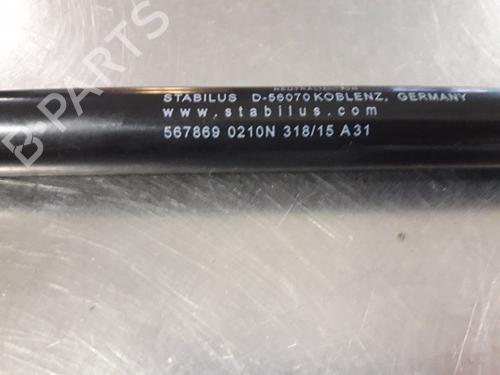 B-PARTS
STABILUS D-56070 KOBLENZ, GERMANY
www.stabilus.com
567869 0210N 318/15 A31